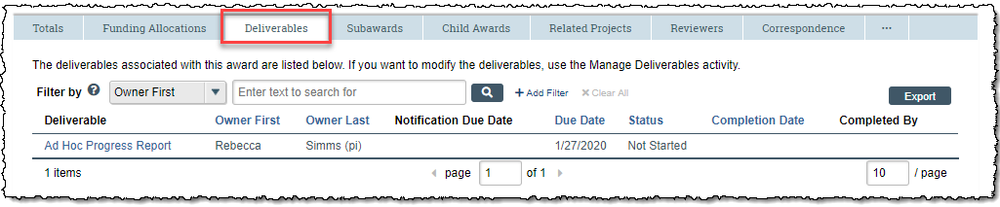 Totals Funding Allocations Deliverables Subawards Child Awards Related Projects Reviewers Correspondence ...
The deliverables associated with this award are listed below. If you want to modify the deliverables, use the Manage Deliverables activity.
Filter by ? Owner First Enter text to search for + Add Filter × Clear All Export
Deliverable Owner First Owner Last Notification Due Date Due Date Status Completion Date Completed By
Ad Hoc Progress Report Rebecca Simms (pi) 1/27/2020 Not Started
1 items page 1 of 1 10 / page